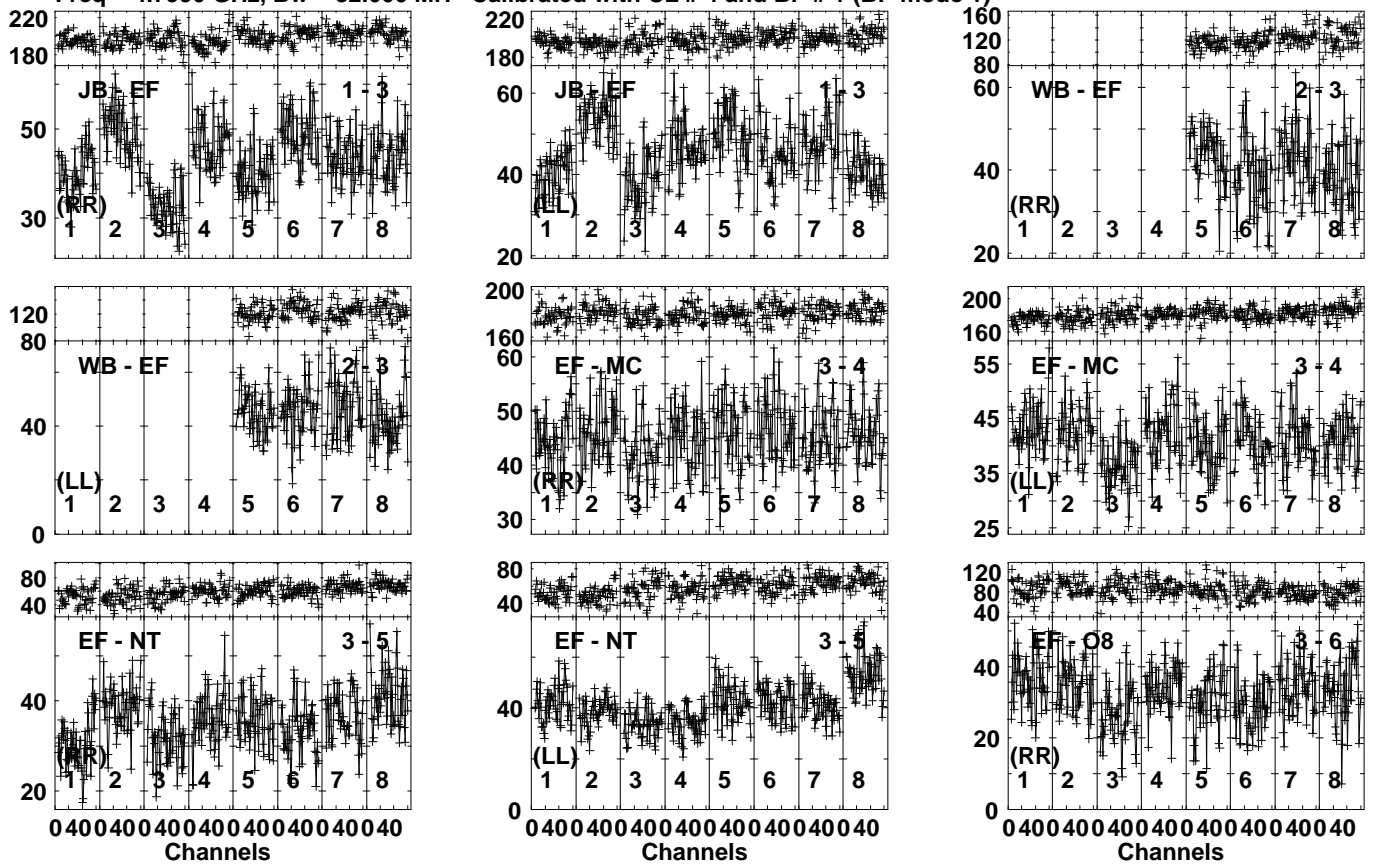 220
180
JB - EF 1 - 3
50
30
(RR)
1 2 3 4 5 6 7 8
220
180
60
JB - EF 1 - 3
40
(LL)
1 2 3 4 5 6 7 8
20
160
120
80
60
WB - EF 2 - 3
40
(RR)
1 2 3 4 5 6 7 8
20
120
80
WB - EF 2 - 3
40
(LL)
1 2 3 4 5 6 7 8
0
200
160
60
EF - MC 3 - 4
50
40
(RR)
1 2 3 4 5 6 7 8
30
200
160
55
EF - MC 3 - 4
45
35
(LL)
1 2 3 4 5 6 7 8
25
80
40
EF - NT 3 - 5
40
(RR)
1 2 3 4 5 6 7 8
20
0 40 0 40 0 40 0 40 0 40 0 40 0 40 0 40
Channels
80
40
EF - NT 3 - 5
40
(LL)
1 2 3 4 5 6 7 8
0
0 40 0 40 0 40 0 40 0 40 0 40 0 40 0 40
Channels
120
80
40
EF - O8 3 - 6
40
20
(RR)
1 2 3 4 5 6 7 8
0
0 40 0 40 0 40 0 40 0 40 0 40 0 40 0 40
Channels